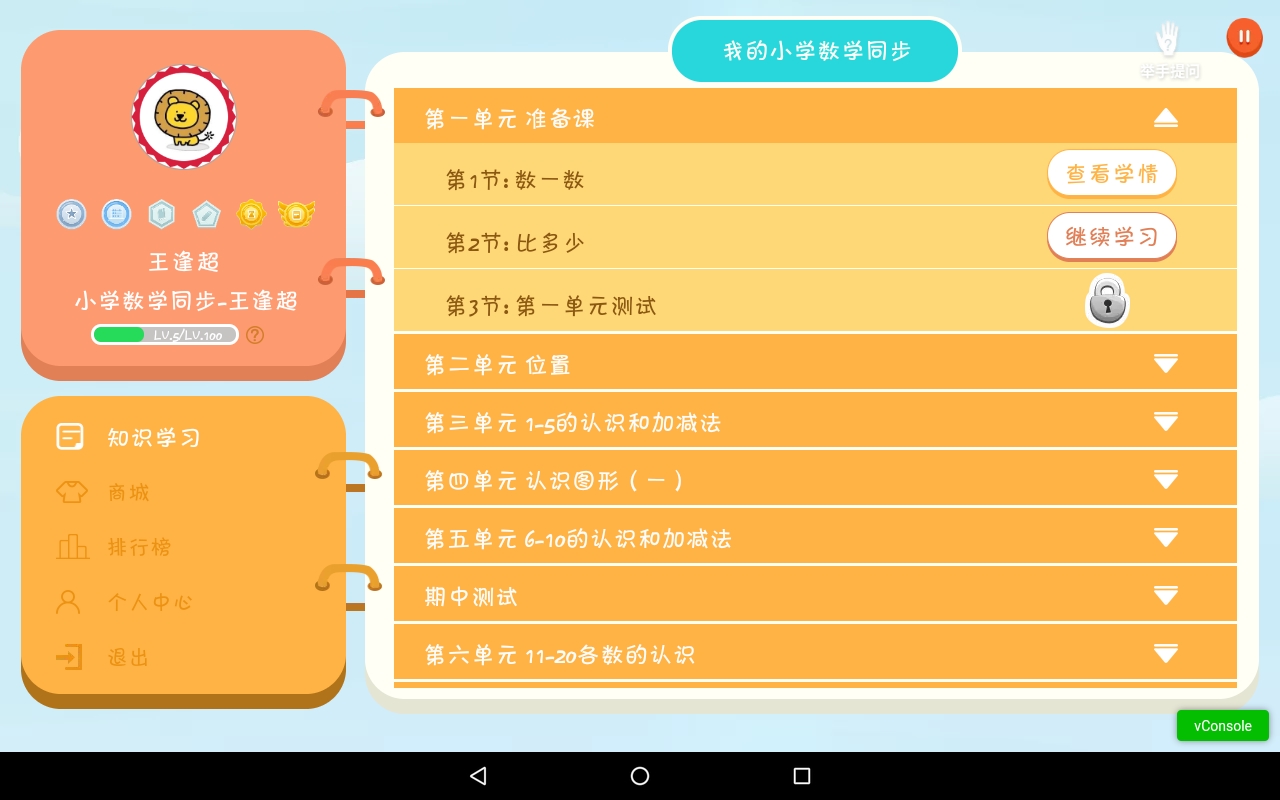 我的小学数学同步
举手提问
王逢超
小学数学同步-王逢超
LV.5/LV.100
知识学习
商城
排行榜
个人中心
退出
第一单元 准备课
第1节:数一数
查看学情
第2节:比多少
继续学习
第3节:第一单元测试
第二单元 位置
第三单元 1-5的认识和加减法
第四单元 认识图形（一）
第五单元 6-10的认识和加减法
期中测试
第六单元 11-20各数的认识
vConsole